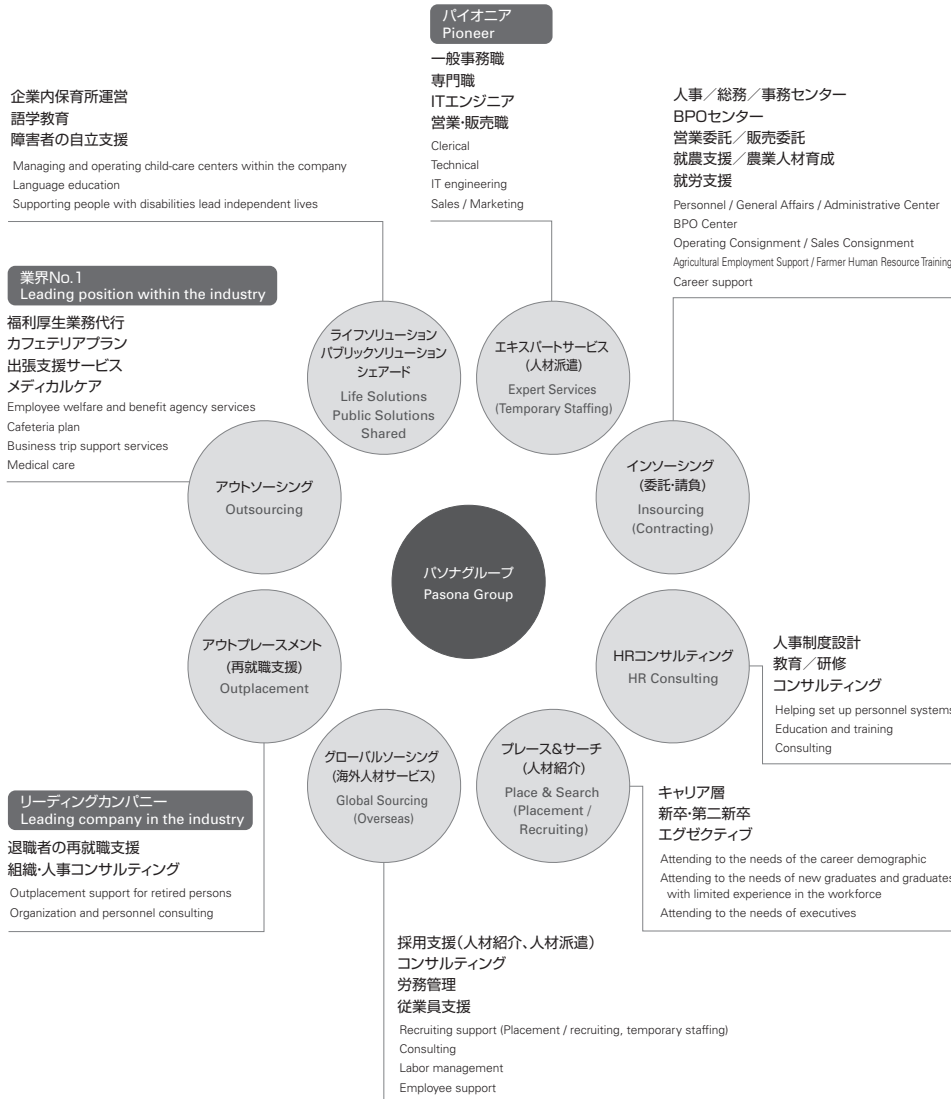 パイオニア
Pioneer
一般事務職
専門職
ITエンジニア
営業・販売職
Clerical
Technical
IT engineering
Sales / Marketing
企業内保育所運営
語学教育
障害者の自立支援
Managing and operating child-care centers within the company
Language education
Supporting people with disabilities lead independent lives
人事／総務／事務センター
BPOセンター
営業委託／販売委託
就農支援／農業人材育成
就労支援
Personnel / General Affairs / Administrative Center
BPO Center
Operating Consignment / Sales Consignment
Agricultural Employment Support / Farmer Human Resource Training
Career support
業界No.1
Leading position within the industry
福利厚生業務代行
カフェテリアプラン
出張支援サービス
メディカルケア
Employee welfare and benefit agency services
Cafeteria plan
Business trip support services
Medical care
ライフソリューション
パブリックソリューション
シェアード
Life Solutions
Public Solutions
Shared
エキスパートサービス
(人材派遣)
Expert Services
(Temporary Staffing)
アウトソーシング
Outsourcing
インソーシング
(委託・請負)
Insourcing
(Contracting)
パソナグループ
Pasona Group
アウトプレースメント
(再就職支援)
Outplacement
HRコンサルティング
HR Consulting
人事制度設計
教育／研修
コンサルティング
Helping set up personnel systems
Education and training
Consulting
グローバルソーシング
(海外人材サービス)
Global Sourcing
(Overseas)
プレース&サーチ
(人材紹介)
Place & Search
(Placement /
Recruiting)
リーディングカンパニー
Leading company in the industry
退職者の再就職支援
組織・人事コンサルティング
Outplacement support for retired persons
Organization and personnel consulting
キャリア層
新卒・第二新卒
エグゼクティブ
Attending to the needs of the career demographic
Attending to the needs of new graduates and graduates
with limited experience in the workforce
Attending to the needs of executives
採用支援(人材紹介、人材派遣)
コンサルティング
労務管理
従業員支援
Recruiting support (Placement / recruiting, temporary staffing)
Consulting
Labor management
Employee support